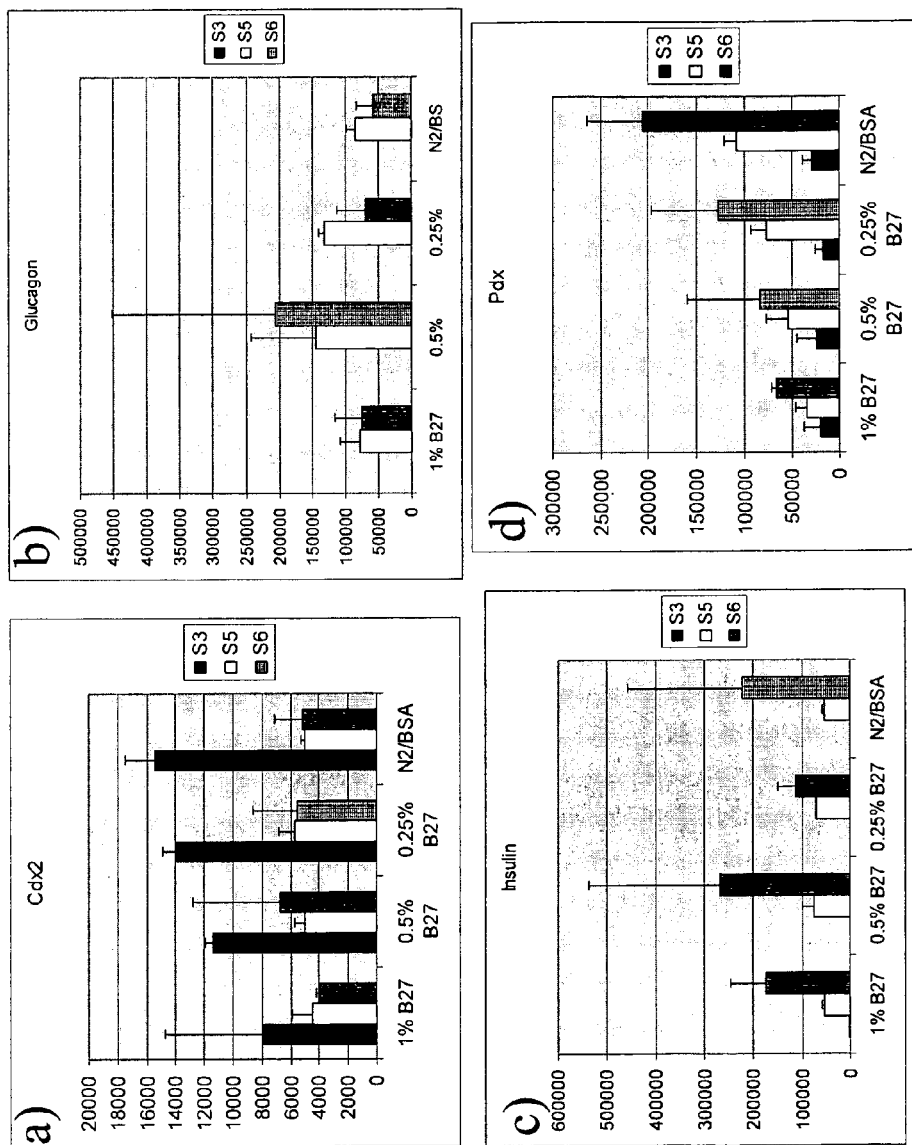 a)
Cdx2
20000
18000
16000
14000
12000
10000
8000
6000
4000
2000
0
1% B27
0.5% B27
0.25% B27
N2/BSA
S3
S5
S6
b)
Glucagon
500000
450000
400000
350000
300000
250000
200000
150000
100000
50000
0
1% B27
0.5%
0.25%
N2/BS
S3
S5
S6
c)
Insulin
600000
500000
400000
300000
200000
100000
0
1% B27
0.5% B27
0.25% B27
N2/BSA
S3
S5
S6
d)
Pdx
300000
250000
200000
150000
100000
50000
0
1% B27
0.5%
B27
0.25%
B27
N2/BSA
S3
S5
S6